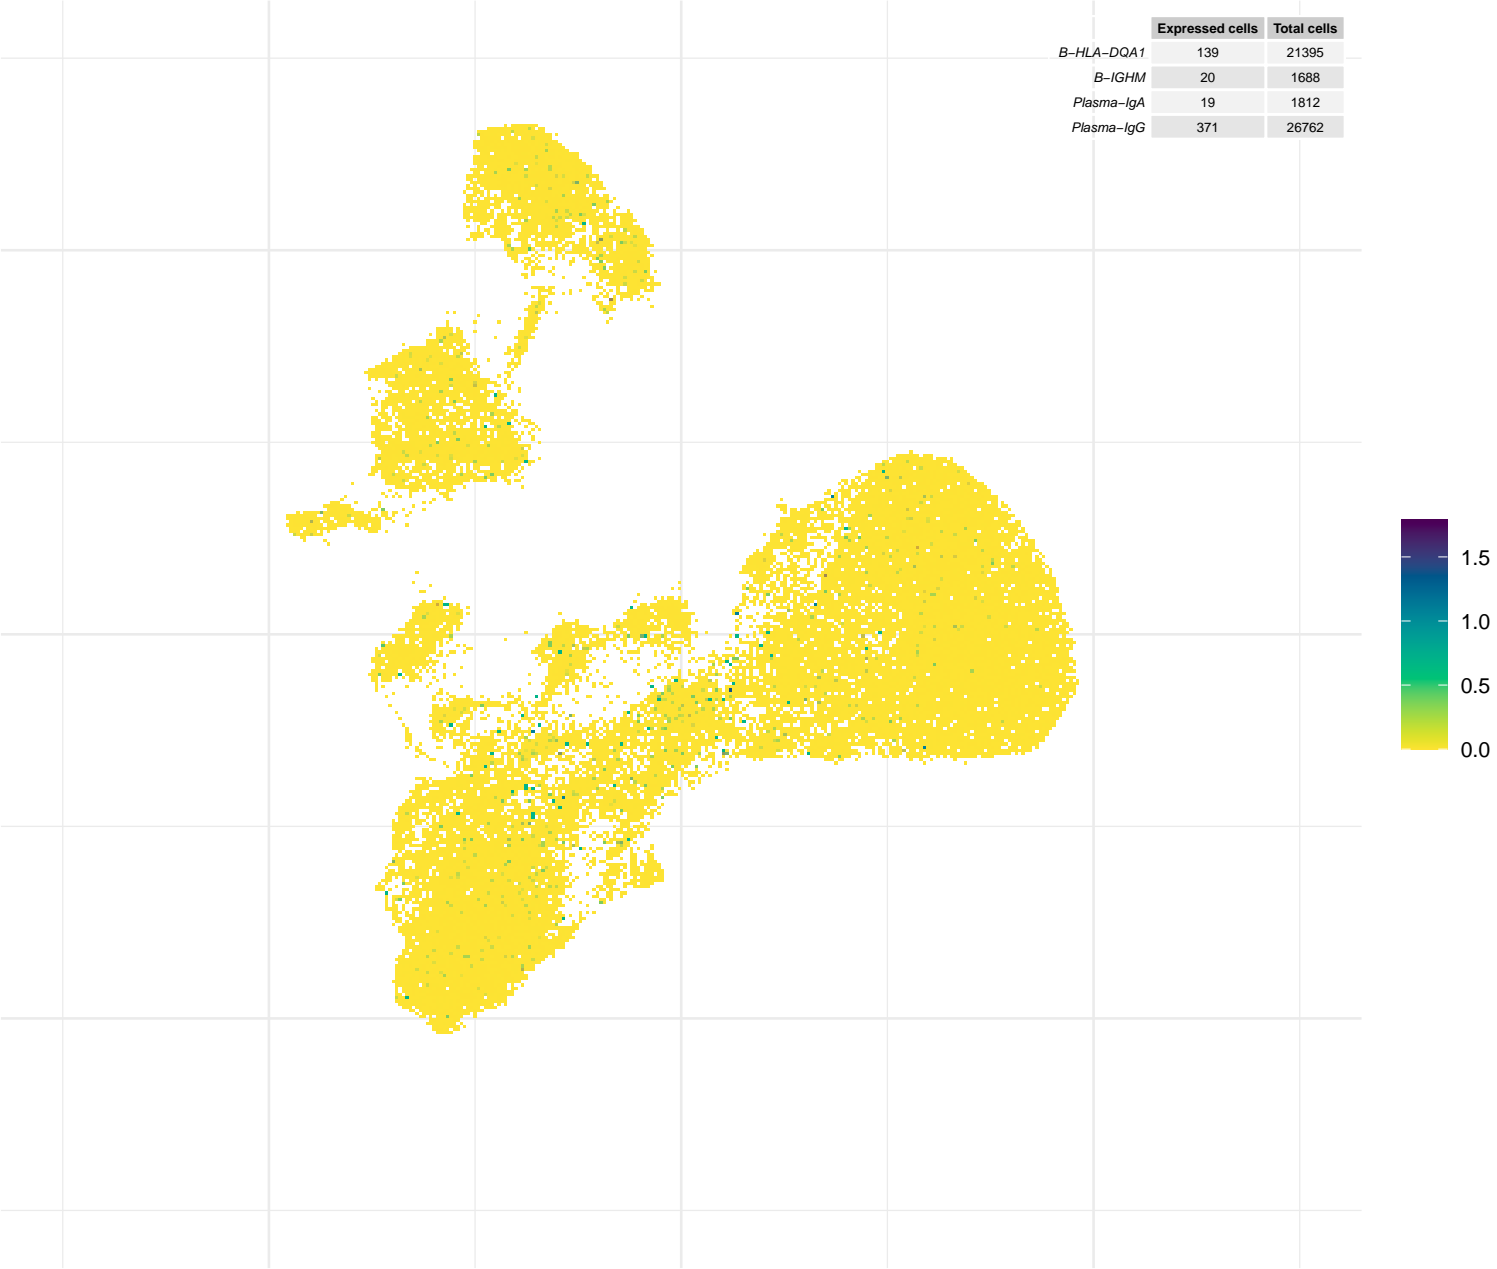 Expressed cells Total cells
B−HLA−DQA1 139 21395
B−IGHM 20 1688
Plasma−IgA 19 1812
Plasma−IgG 371 26762
1.5
1.0
0.5
0.0